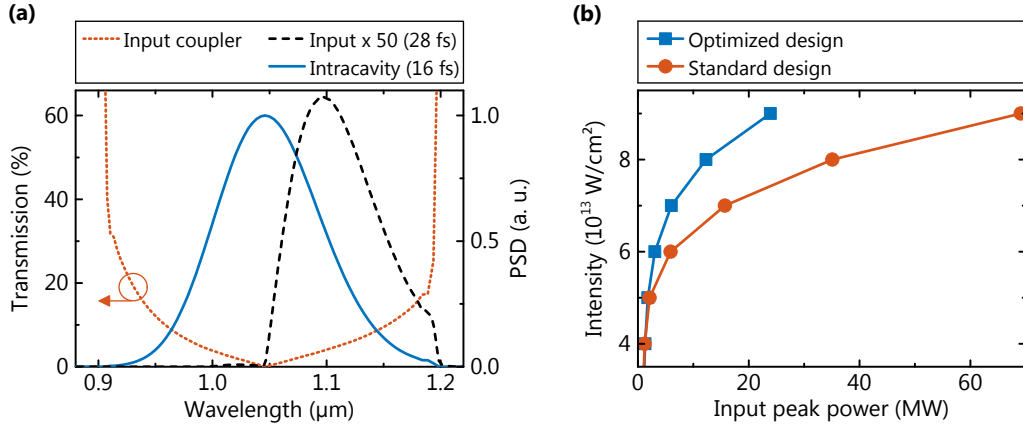 (a)
Input coupler
Input x 50 (28 fs)
Intracavity (16 fs)
Transmission (%)
60
40
20
0
PSD (a. u.)
1.0
0.5
0.0
0.9
1.0
1.1
1.2
Wavelength (µm)
(b)
Optimized design
Standard design
Intensity (10¹³ W/cm²)
8
6
4
0
20
40
60
Input peak power (MW)